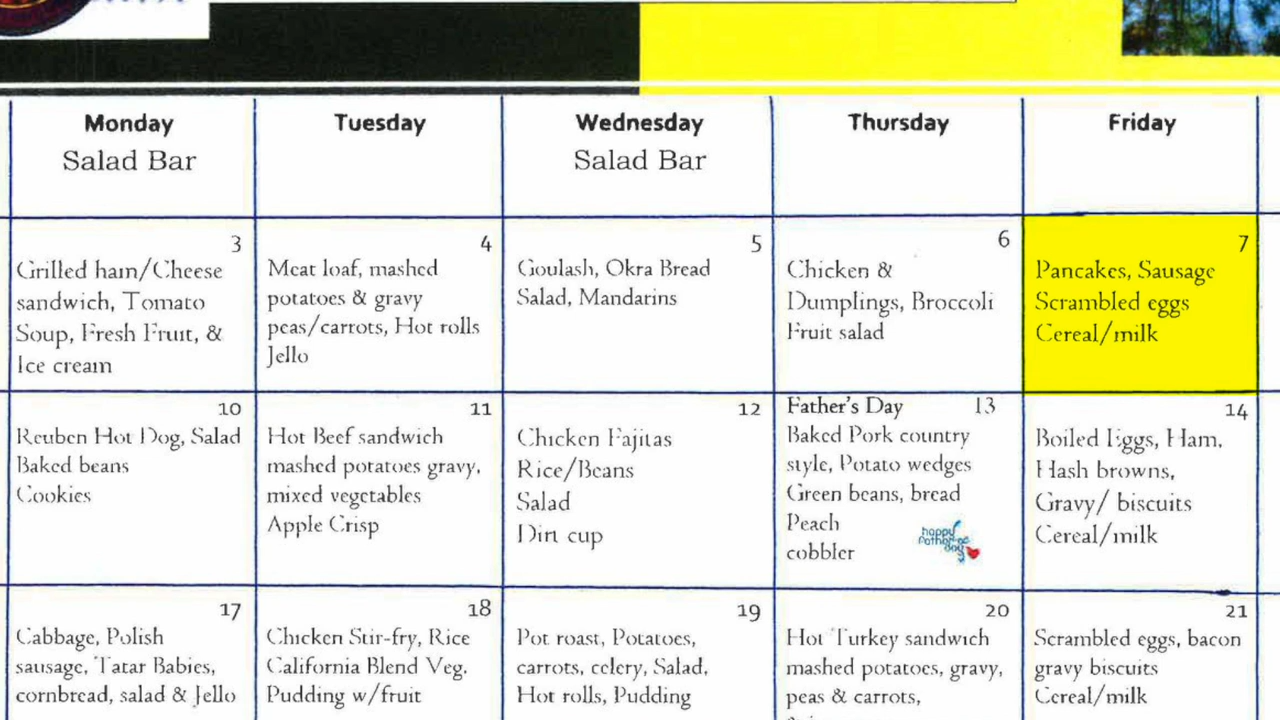 Monday
Salad Bar
Tuesday
Wednesday
Salad Bar
Thursday
Friday
3
Grilled ham/Cheese
sandwich, Tomato
Soup, Fresh Fruit, &
Ice cream
4
Meat loaf, mashed
potatoes & gravy
peas/carrots, Hot rolls
Jello
5
Goulash, Okra Bread
Salad, Mandarins
6
Chicken &
Dumplings, Broccoli
Fruit salad
7
Pancakes, Sausage
Scrambled eggs
Cereal/milk
10
Reuben Hot Dog, Salad
Baked beans
Cookies
11
Hot Beef sandwich
mashed potatoes gravy,
mixed vegetables
Apple Crisp
12
Chicken Fajitas
Rice/Beans
Salad
Dirt cup
Father's Day 13
Baked Pork country
style, Potato wedges
Green beans, bread
Peach
cobbler
happy
father's
day
14
Boiled Eggs, Ham,
Hash browns,
Gravy/ biscuits
Cereal/milk
17
Cabbage, Polish
sausage, Tatar Babies,
cornbread, salad & Jello
18
Chicken Stir-fry, Rice
California Blend Veg.
Pudding w/fruit
19
Pot roast, Potatoes,
carrots, celery, Salad,
Hot rolls, Pudding
20
Hot Turkey sandwich
mashed potatoes, gravy,
peas & carrots,
21
Scrambled eggs, bacon
gravy biscuits
Cereal/milk